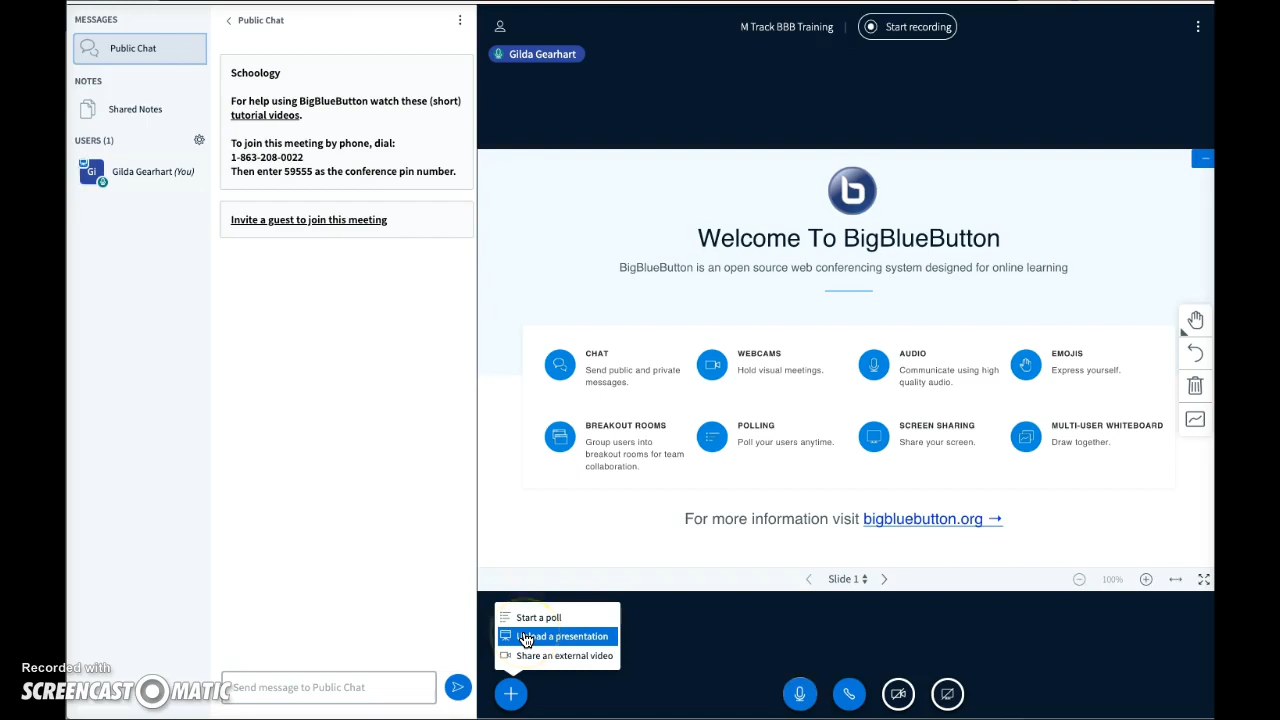 MESSAGES
Public Chat
NOTES
Shared Notes
USERS (1)
Gi
Gilda Gearhart (You)
Public Chat
Schoology
For help using BigBlueButton watch these (short)
tutorial videos.
To join this meeting by phone, dial:
1-863-208-0022
Then enter 59555 as the conference pin number.
Invite a guest to join this meeting
Send message to Public Chat
M Track BBB Training
Start recording
Gilda Gearhart
b
Welcome To BigBlueButton
BigBlueButton is an open source web conferencing system designed for online learning
CHAT
Send public and private
messages.
WEBCAMS
Hold visual meetings.
AUDIO
Communicate using high
quality audio.
EMOJIS
Express yourself.
BREAKOUT ROOMS
Group users into
breakout rooms for team
collaboration.
POLLING
Poll your users anytime.
SCREEN SHARING
Share your screen.
MULTI-USER WHITEBOARD
Draw together.
For more information visit bigbluebutton.org →
Slide 1
100%
Start a poll
Upload a presentation
Share an external video
Recorded with
SCREENCAST MATIC